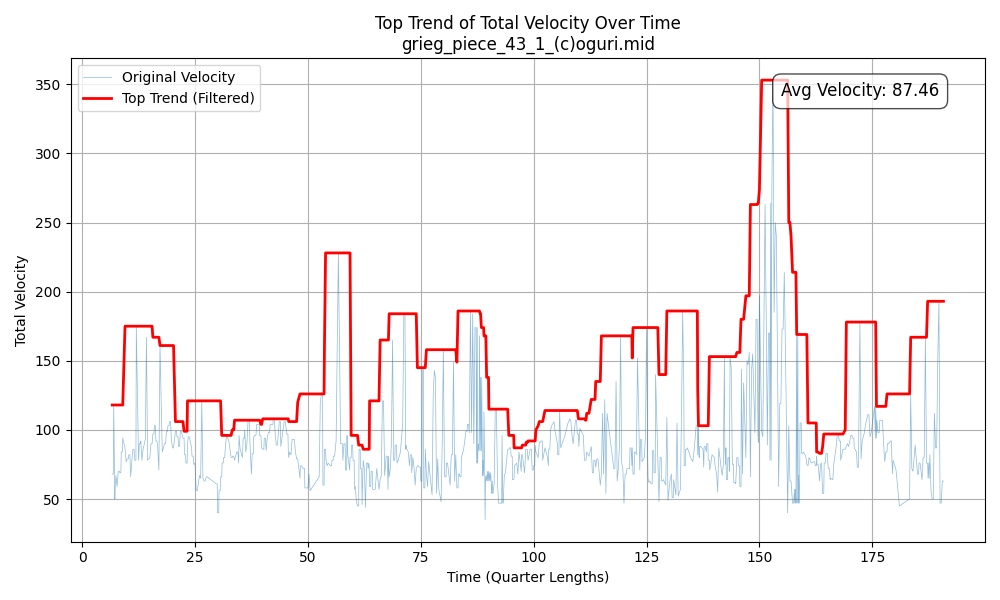 Top Trend of Total Velocity Over Time
grieg_piece_43_1_(c)oguri.mid
Original Velocity
Top Trend (Filtered)
Avg Velocity: 87.46
Total Velocity
350
300
250
200
150
100
50
0
25
50
75
100
125
150
175
Time (Quarter Lengths)